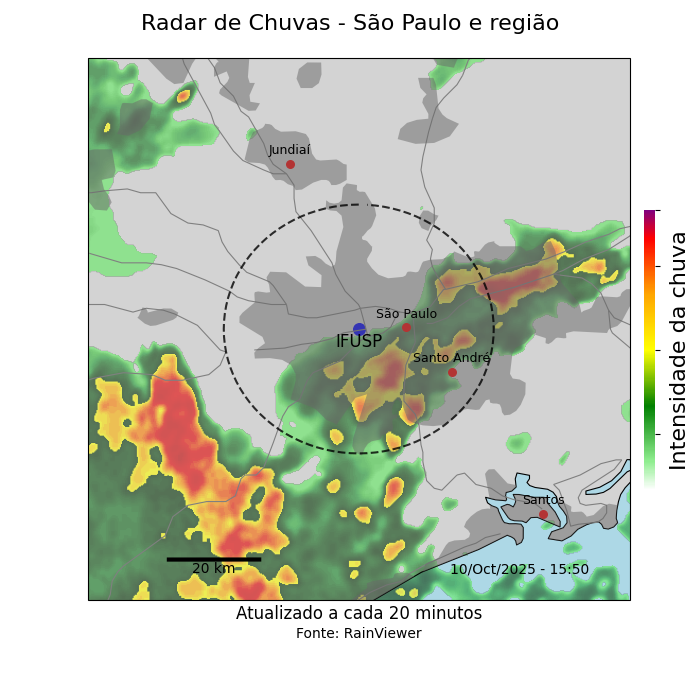 Radar de Chuvas - São Paulo e região
Jundiaí
São Paulo
IFUSP
Santo André
Santos
20 km
10/Oct/2025 - 15:50
Intensidade da chuva
Atualizado a cada 20 minutos
Fonte: RainViewer